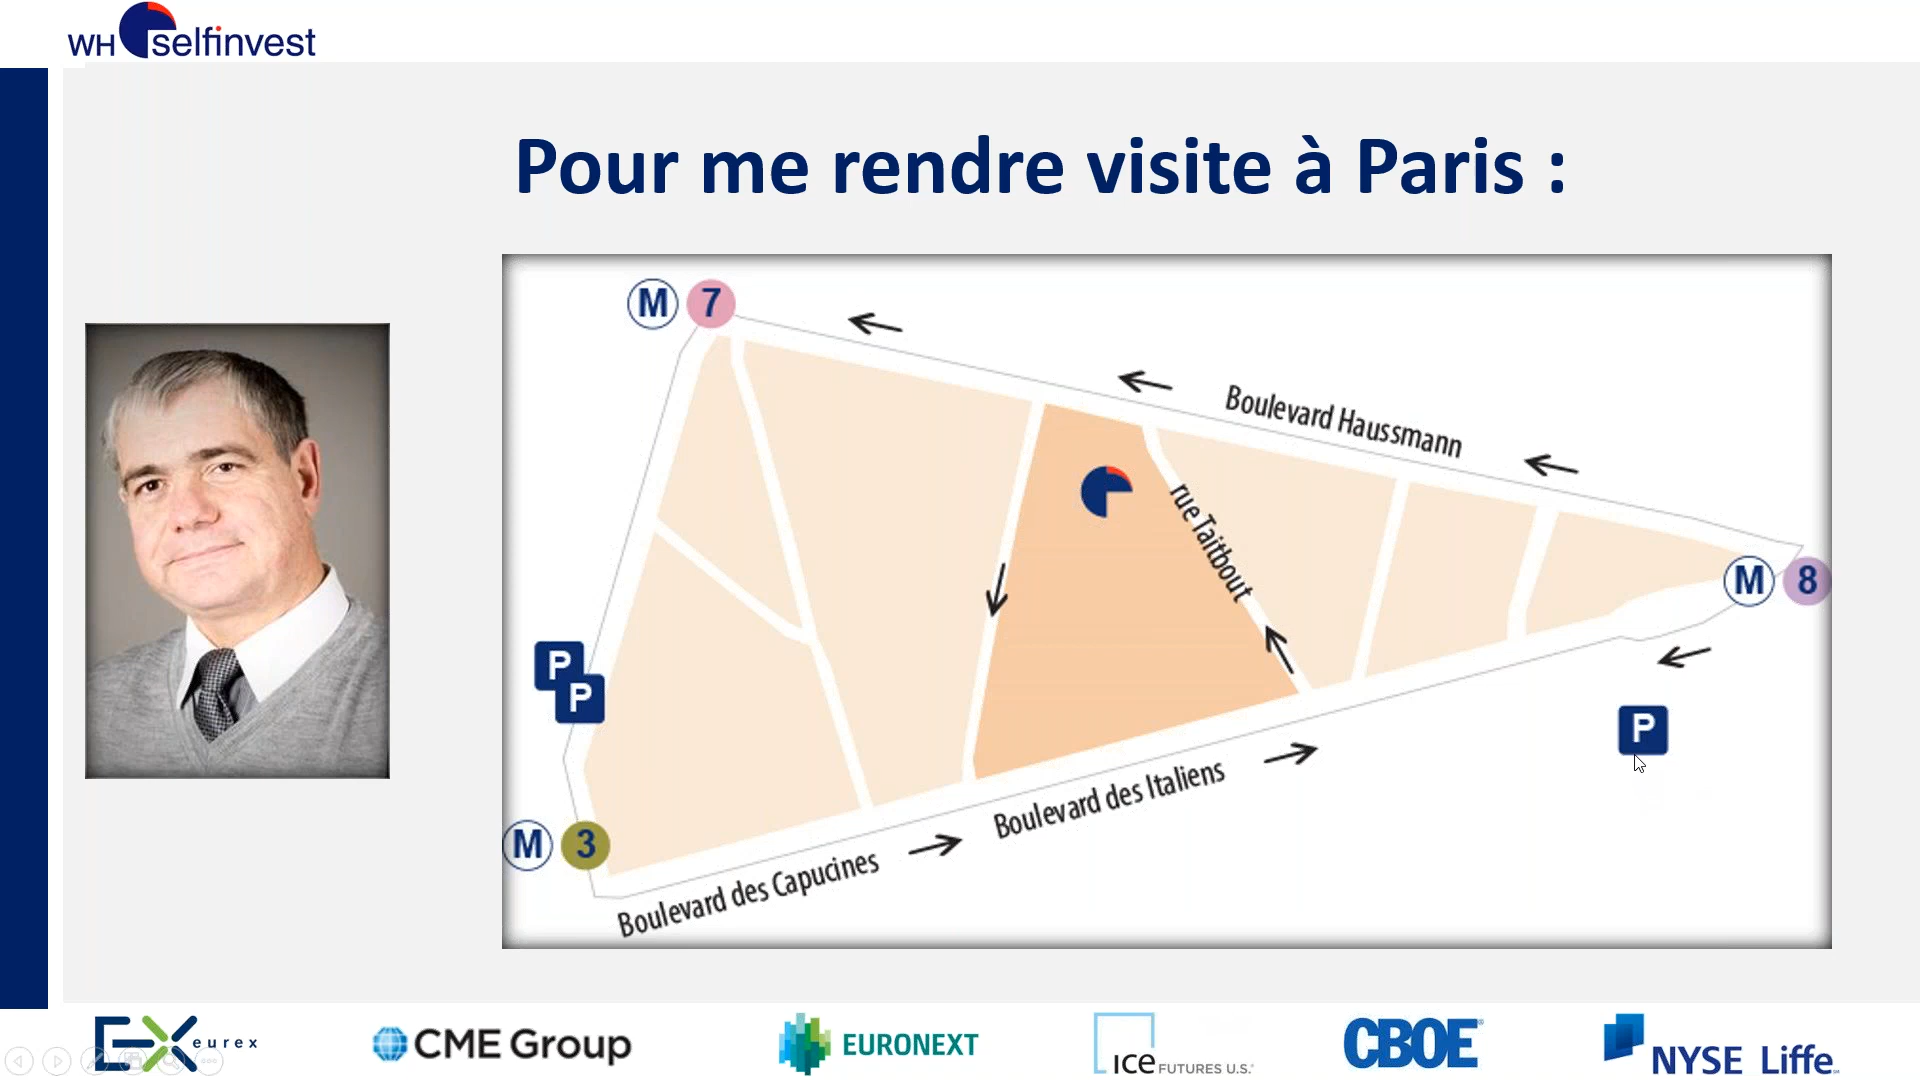 WH selfinvest
Pour me rendre visite à Paris :
M 7
Boulevard Haussmann
rue Taitbout
M 8
P
P
P
M 3
Boulevard des Italiens
Boulevard des Capucines
EX eurex
CME Group
EURONEXT
ICE FUTURES U.S.
CBOE
NYSE Liffe